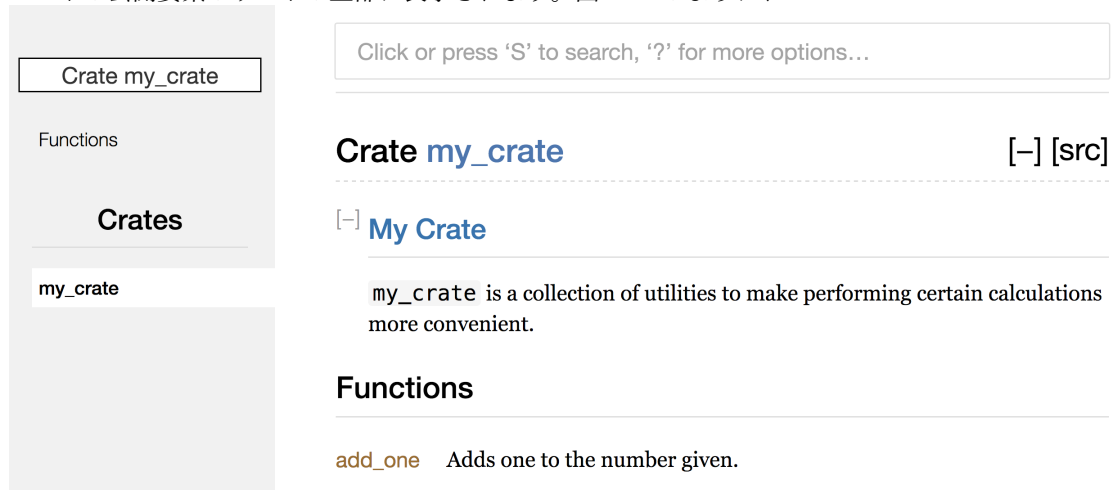 Click or press ‘S’ to search, ‘?’ for more options…
Crate my_crate
Functions
Crates
my_crate
Crate my_crate
[−] [src]
[−] My Crate
my_crate is a collection of utilities to make performing certain calculations
more convenient.
Functions
add_one Adds one to the number given.